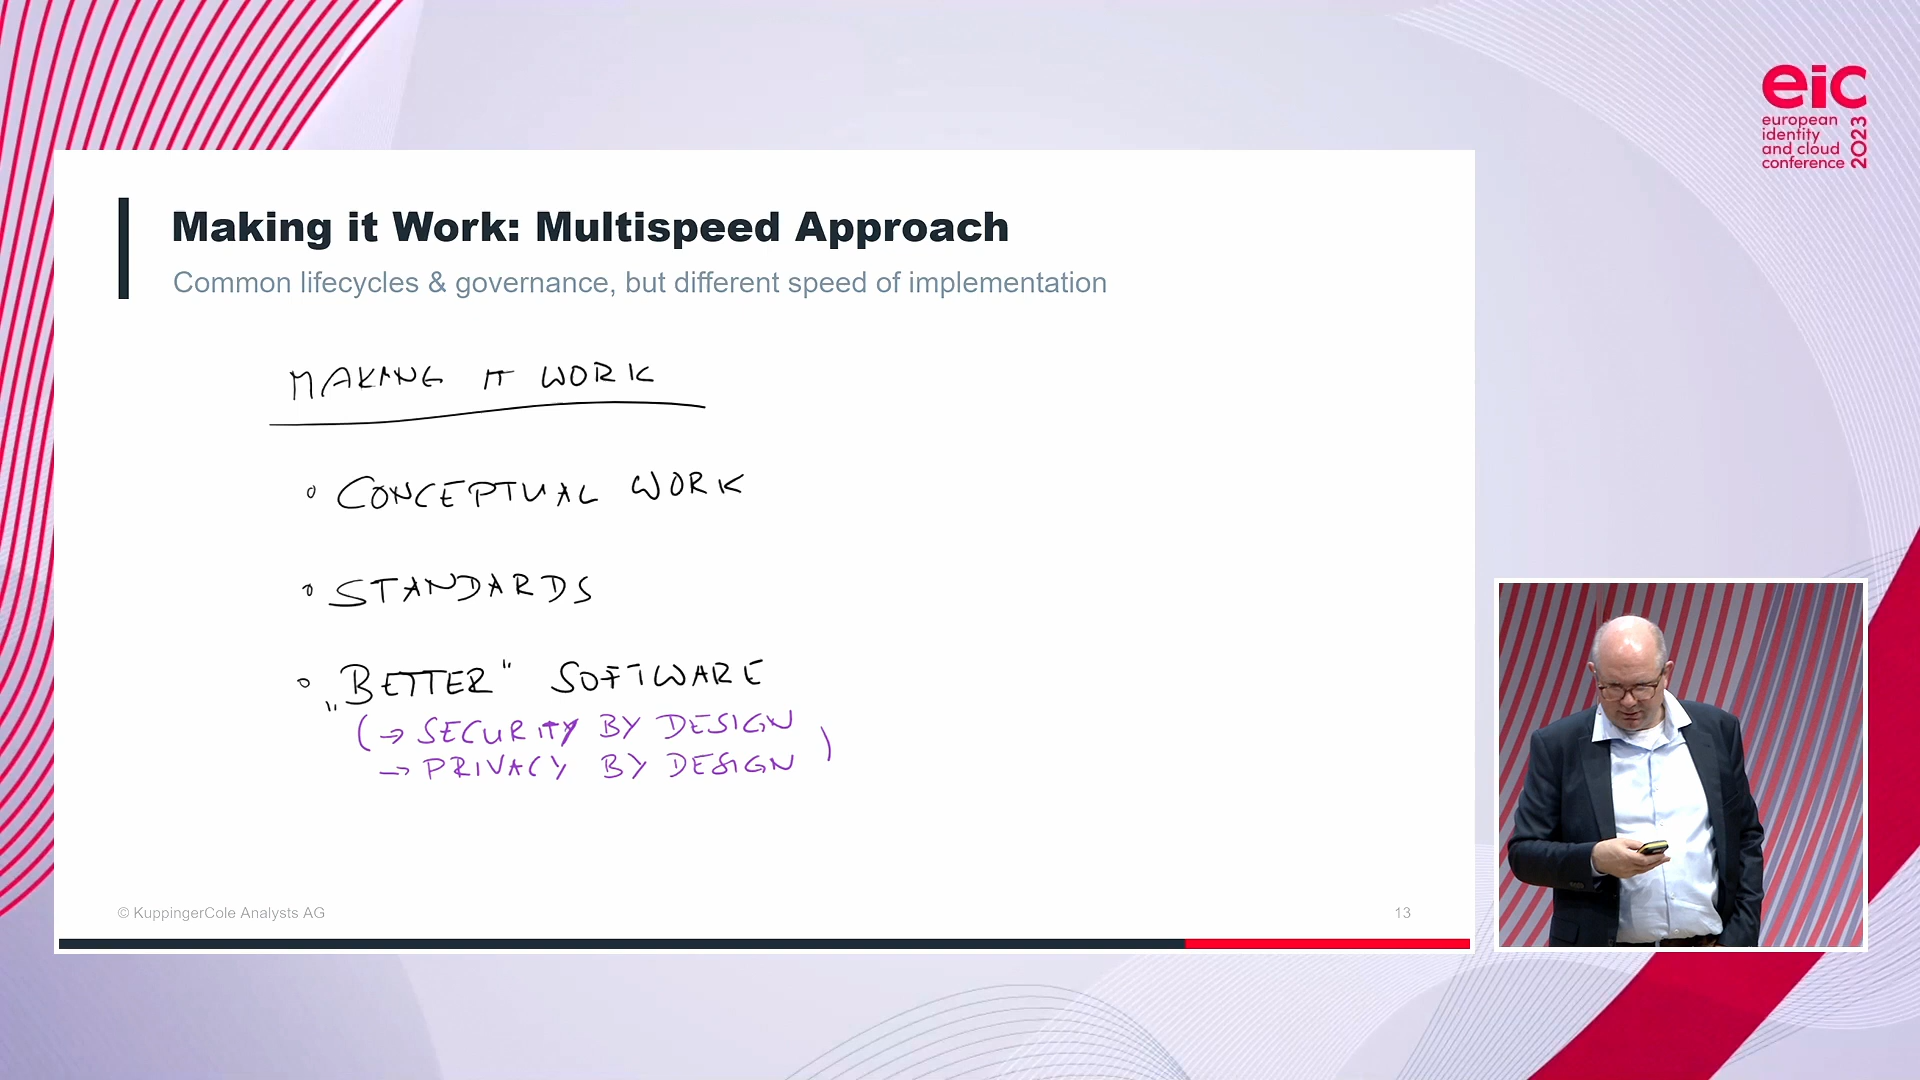 eic
european
identity
and cloud
conference
2023
Making it Work: Multispeed Approach
Common lifecycles & governance, but different speed of implementation
MAKING IT WORK
° CONCEPTUAL WORK
° STANDARDS
° „BETTER" SOFTWARE
(→ SECURITY BY DESIGN
→ PRIVACY BY DESIGN )
© KuppingerCole Analysts AG
13